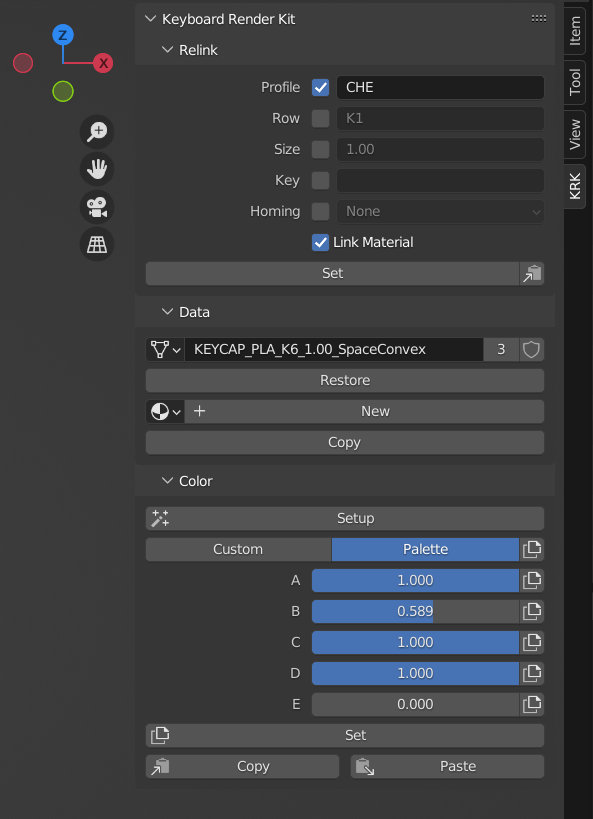 Keyboard Render Kit
Relink
Profile CHE
Row K1
Size 1.00
Key
Homing None
Link Material
Set
Data
KEYCAP_PLA_K6_1.00_SpaceConvex 3
Restore
+ New
Copy
Color
Setup
Custom Palette
A 1.000
B 0.589
C 1.000
D 1.000
E 0.000
Set
Copy Paste
Z
X
Item
Tool
View
KRK